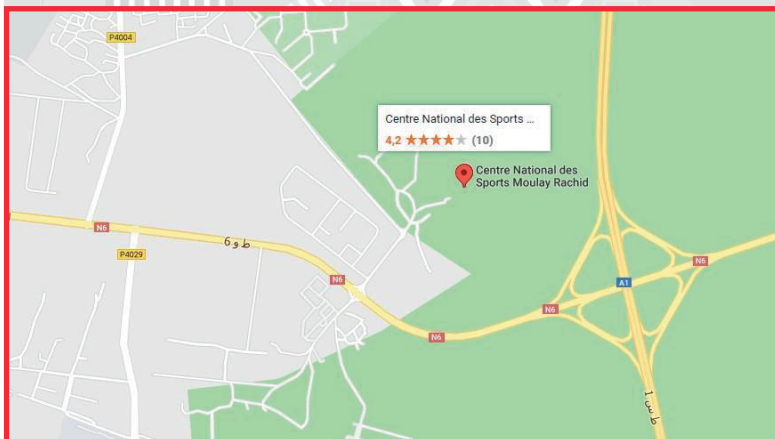 P4004
Centre National des Sports ...
4,2 ★★★★★ (10)
Centre National des
Sports Moulay Rachid
N6
ط و 6
P4029
N6
N6
A1
N6
N6
ط س 1